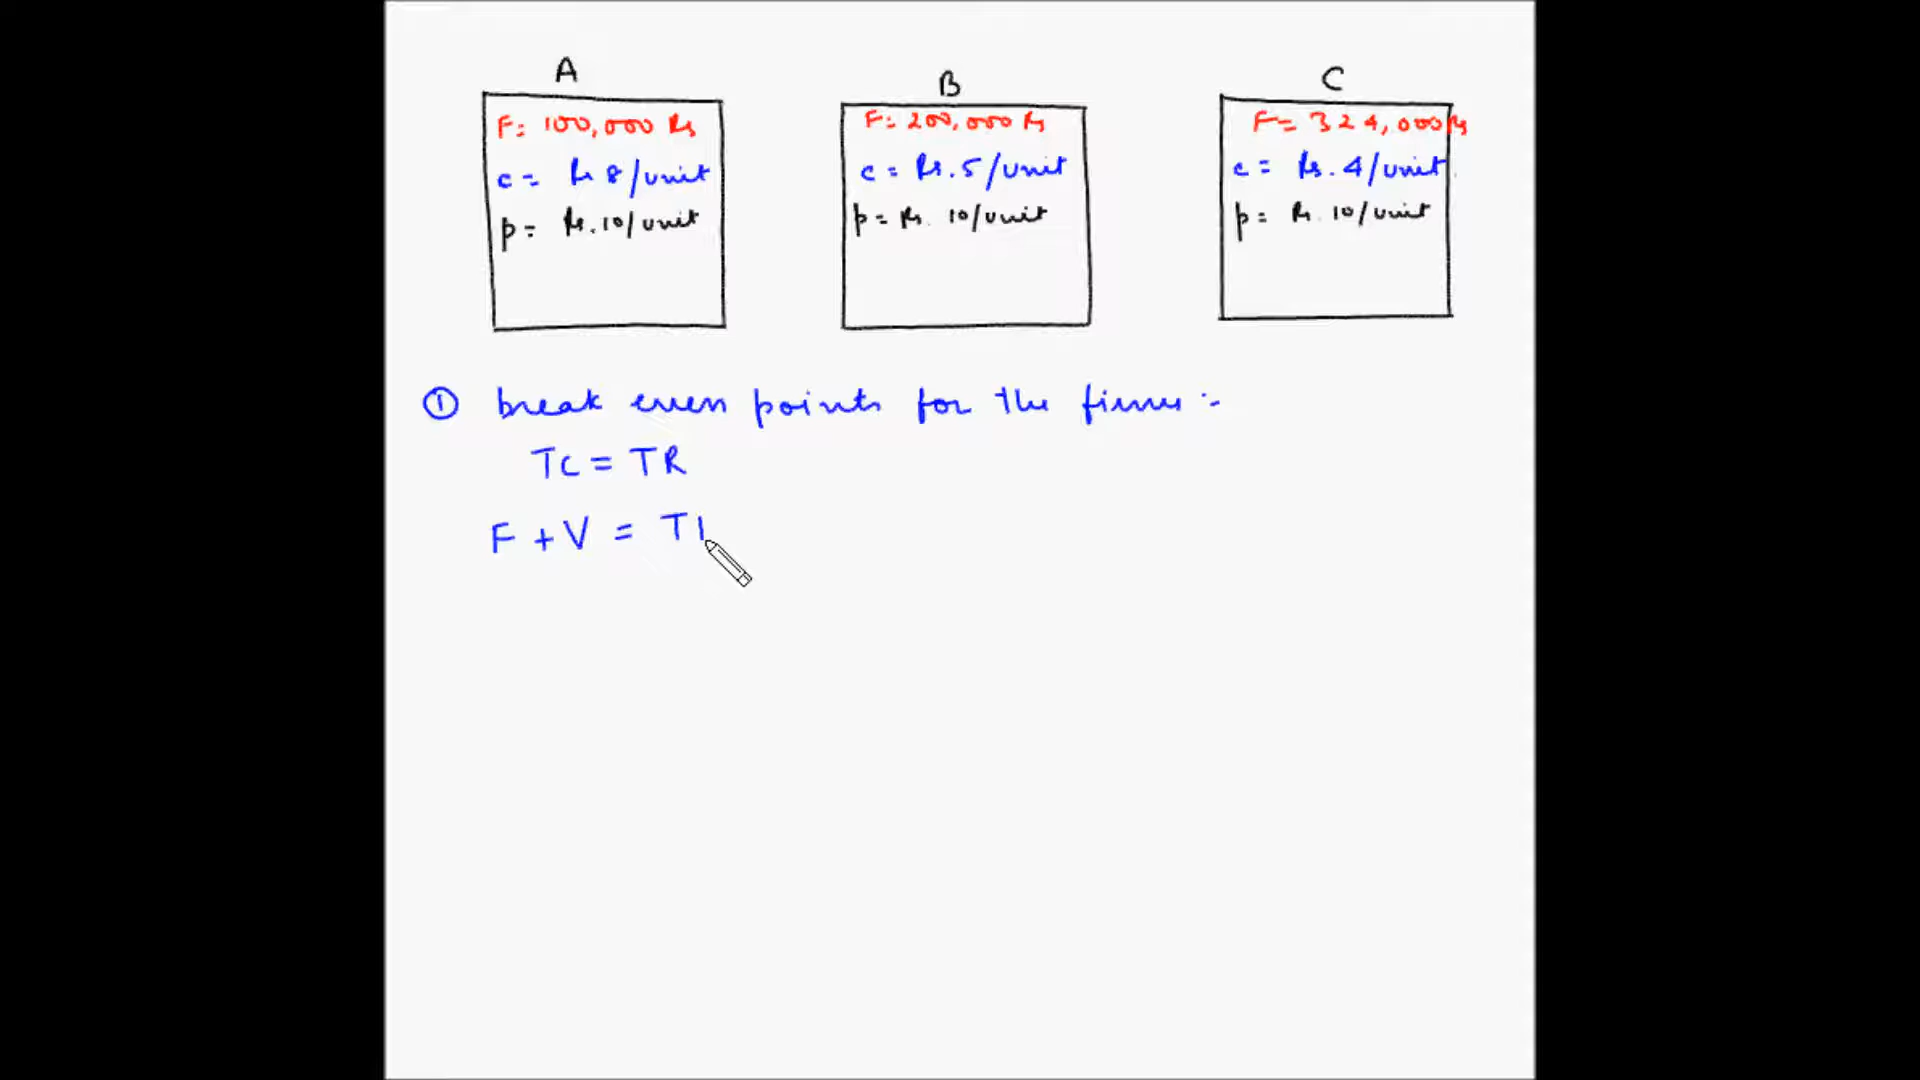 A
F= 100,000 Rs
c= Rs 8/unit
p= Rs.10/unit
B
F= 200,000 Rs
c= Rs.5/unit
p= Rs. 10/unit
C
F= 324,000 Rs
c= Rs. 4/unit.
p= Rs. 10/unit
① break even points for the firms :-
TC = TR
F + V = T